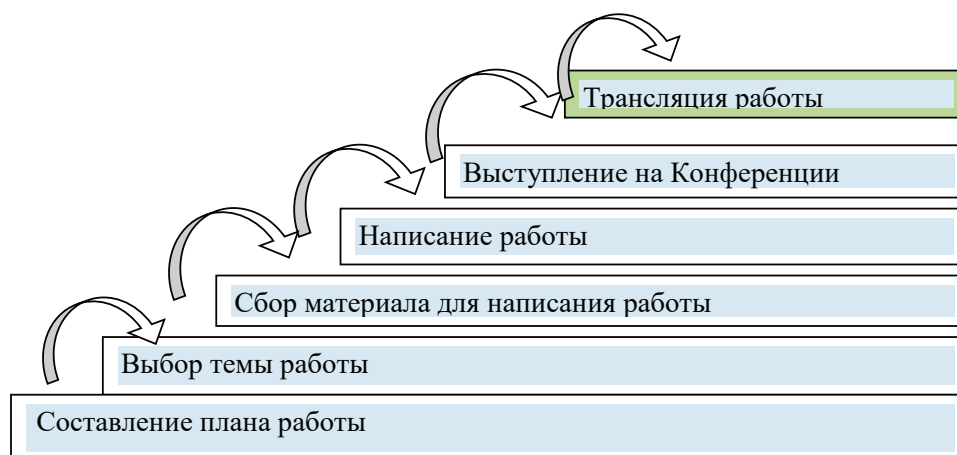 Трансляция работы
Выступление на Конференции
Написание работы
Сбор материала для написания работы
Выбор темы работы
Составление плана работы